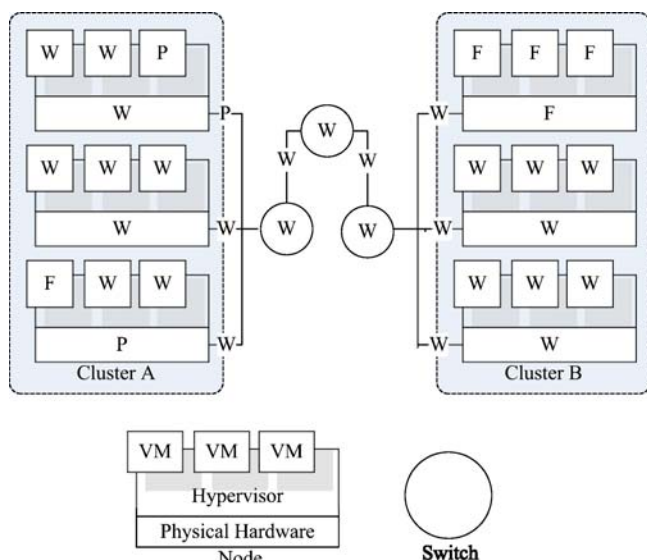 W W P F F F
W P W W F
W W W W W W W W W
W W W W W W
F W W W W W
P W W W
Cluster A Cluster B
VM VM VM
Hypervisor
Physical Hardware
Node Switch